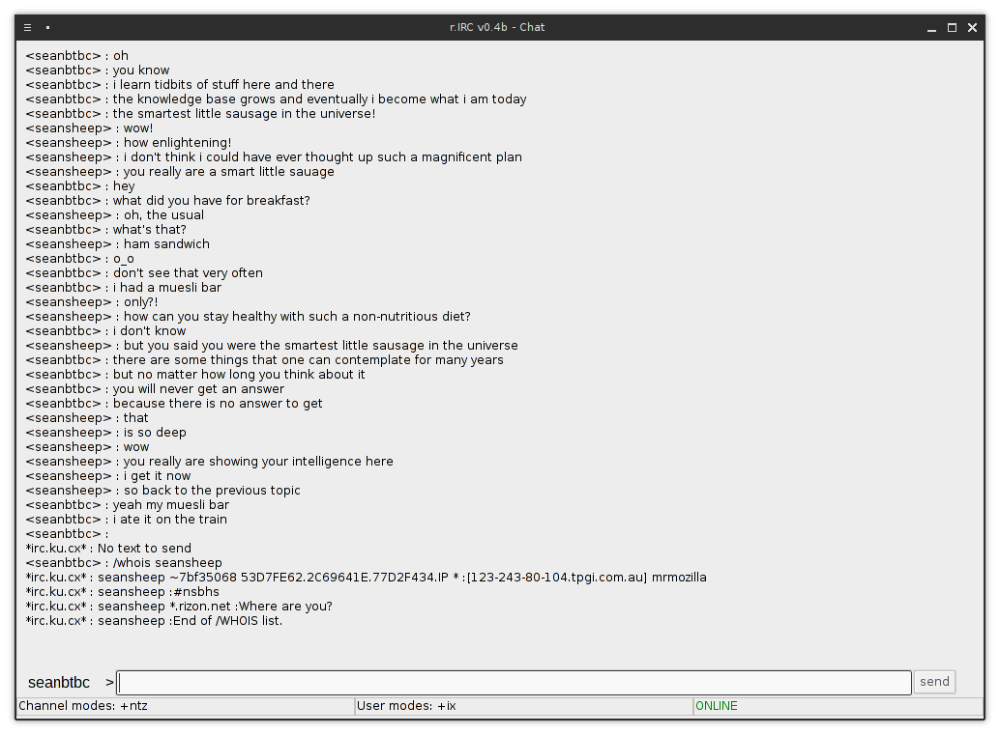 r.IRC v0.4b - Chat
<seanbtbc> : oh
<seanbtbc> : you know
<seanbtbc> : i learn tidbits of stuff here and there
<seanbtbc> : the knowledge base grows and eventually i become what i am today
<seanbtbc> : the smartest little sausage in the universe!
<seansheep> : wow!
<seansheep> : how enlightening!
<seansheep> : i don't think i could have ever thought up such a magnificent plan
<seansheep> : you really are a smart little sauage
<seanbtbc> : hey
<seanbtbc> : what did you have for breakfast?
<seansheep> : oh, the usual
<seanbtbc> : what's that?
<seansheep> : ham sandwich
<seanbtbc> : o_o
<seanbtbc> : don't see that very often
<seanbtbc> : i had a muesli bar
<seansheep> : only?!
<seansheep> : how can you stay healthy with such a non-nutritious diet?
<seanbtbc> : i don't know
<seansheep> : but you said you were the smartest little sausage in the universe
<seanbtbc> : there are some things that one can contemplate for many years
<seanbtbc> : but no matter how long you think about it
<seanbtbc> : you will never get an answer
<seanbtbc> : because there is no answer to get
<seansheep> : that
<seansheep> : is so deep
<seansheep> : wow
<seansheep> : you really are showing your intelligence here
<seansheep> : i get it now
<seansheep> : so back to the previous topic
<seanbtbc> : yeah my muesli bar
<seanbtbc> : i ate it on the train
<seanbtbc> :
*irc.ku.cx* : No text to send
<seanbtbc> : /whois seansheep
*irc.ku.cx* : seansheep ~7bf35068 53D7FE62.2C69641E.77D2F434.IP * :[123-243-80-104.tpgi.com.au] mrmozilla
*irc.ku.cx* : seansheep :#nsbhs
*irc.ku.cx* : seansheep *.rizon.net :Where are you?
*irc.ku.cx* : seansheep :End of /WHOIS list.
seanbtbc > send
Channel modes: +ntz User modes: +ix ONLINE